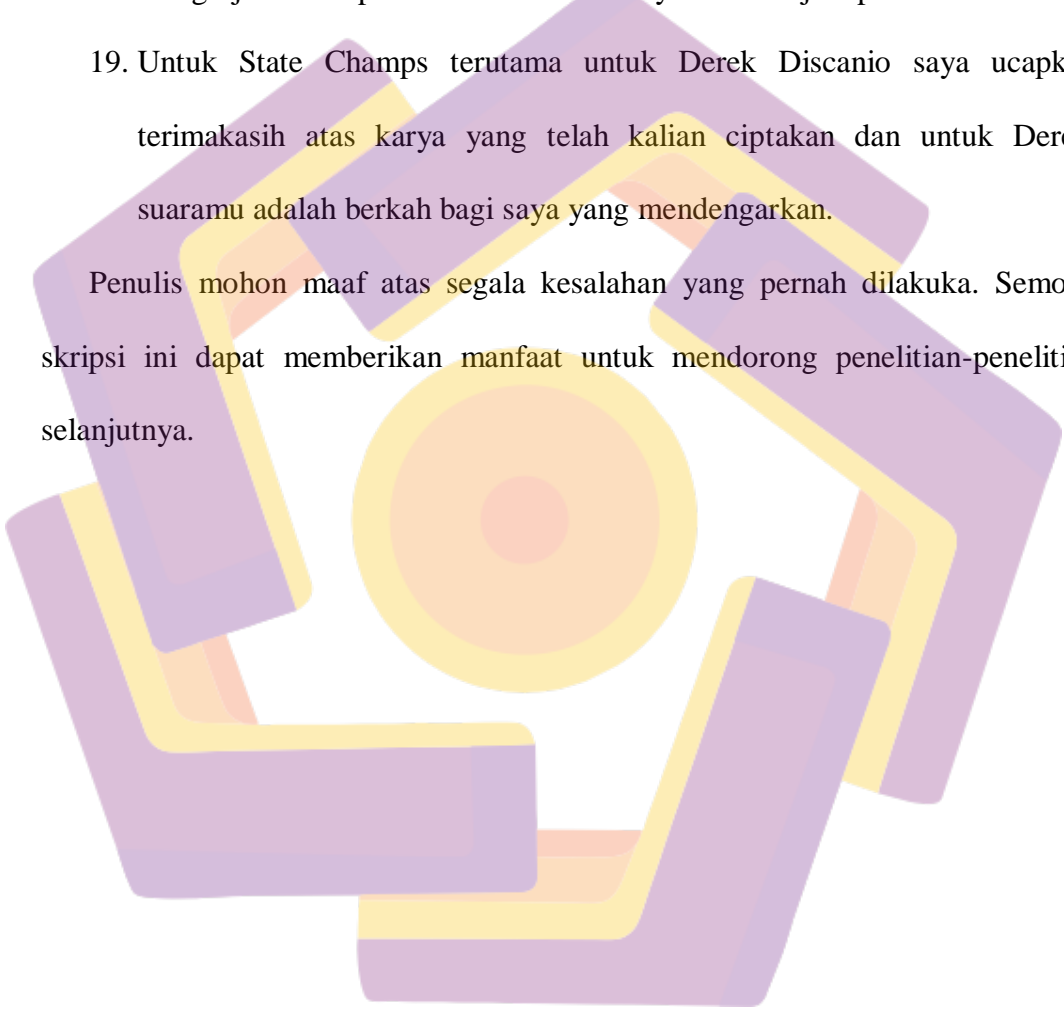 19. Untuk State Champs terutama untuk Derek Discanio saya ucapk
terimakasih atas karya yang telah kalian ciptakan dan untuk Der
suaramu adalah berkah bagi saya yang mendengarkan.
Penulis mohon maaf atas segala kesalahan yang pernah dilakuka. Semo
skripsi ini dapat memberikan manfaat untuk mendorong penelitian-peneliti
selanjutnya.